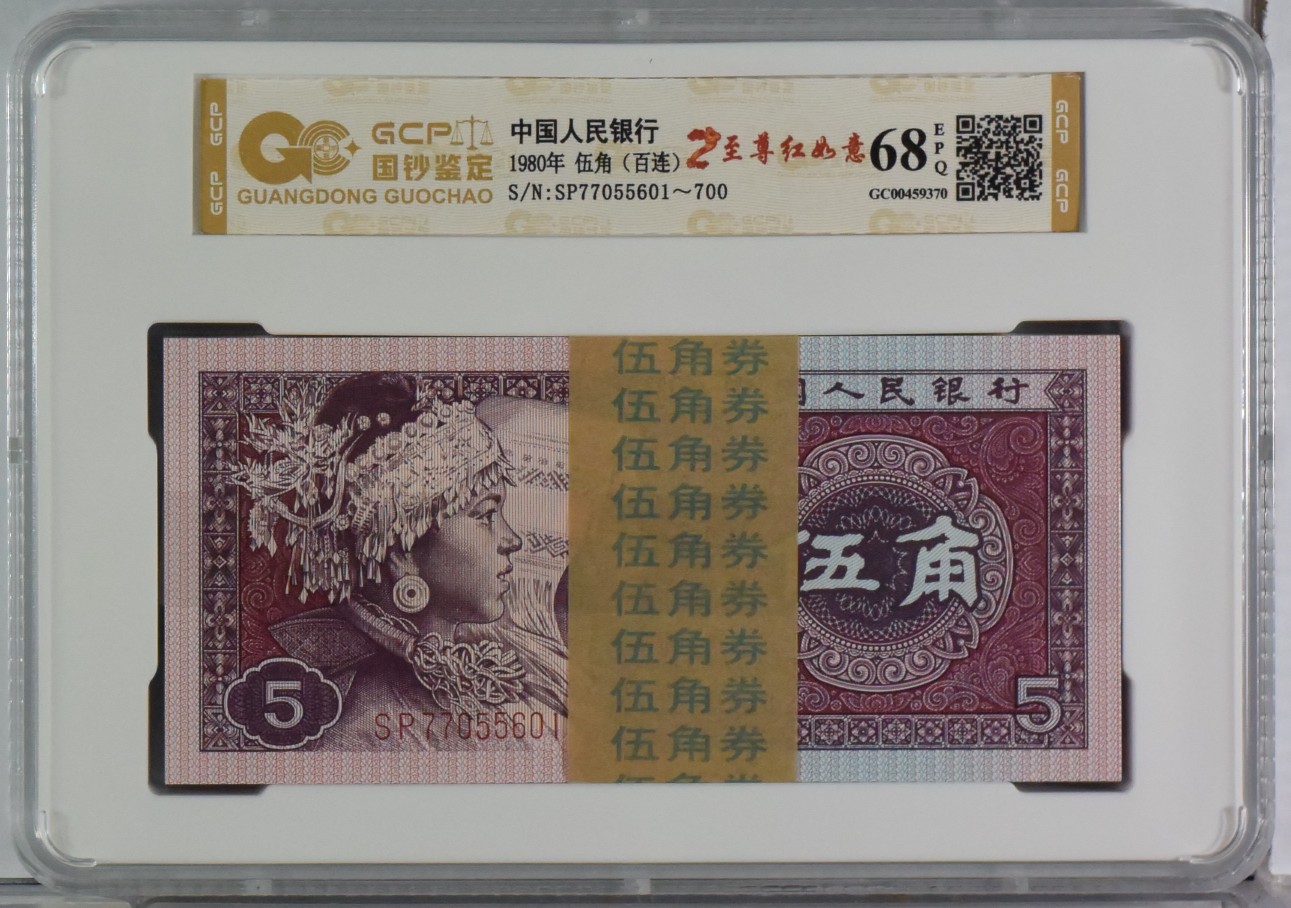 GCP
GCP
GC
GCP
国钞鉴定
GUANGDONG GUOCHAO
中国人民银行
1980年 伍角（百连）
S/N:SP77055601～700
至尊红如意
68
EPQ
GC00459370
GCP
GCP
人民银行
伍角券
伍角券
伍角券
伍角券
伍角券
伍角券
伍角券
伍角券
伍角券
伍角
5
SP77055601
5